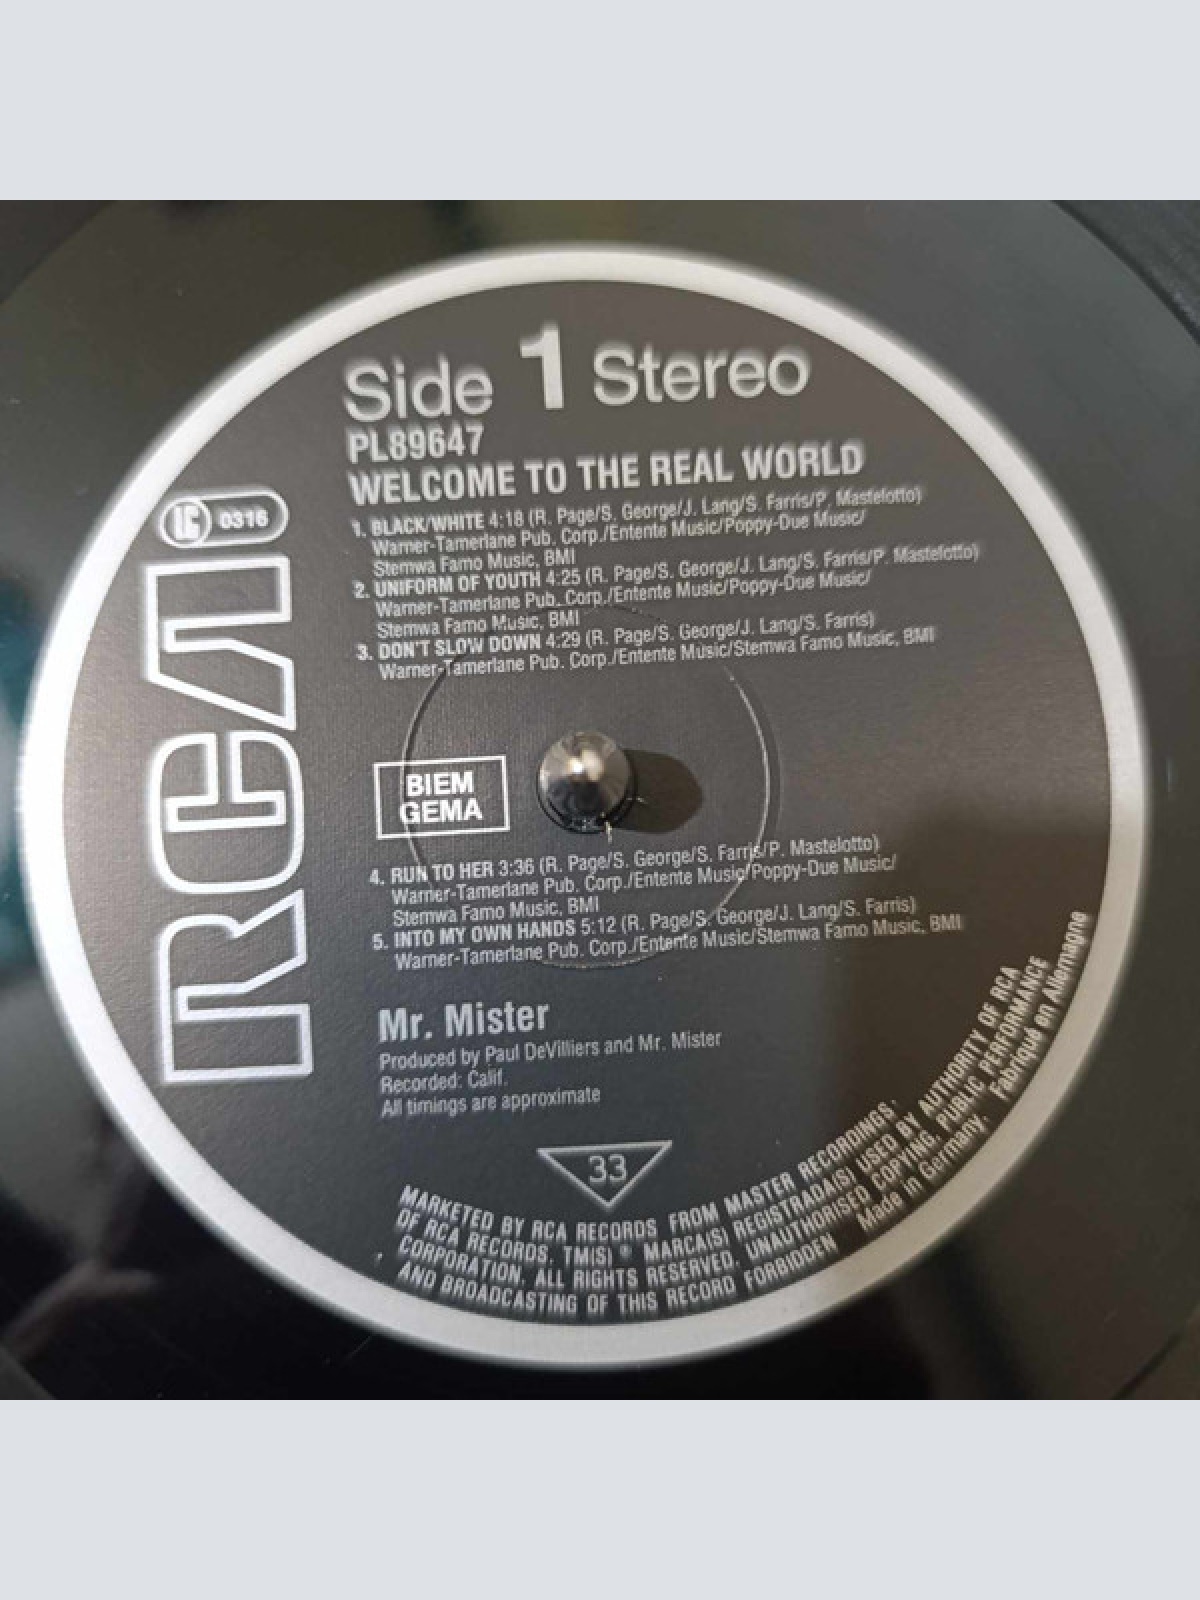 Side 1 Stereo
PL89647
WELCOME TO THE REAL WORLD
1. BLACK/WHITE 4:18 (R. Page/S. George/J. Lang/S. Farris/P. Mastelotto)
Warner-Tamerlane Pub. Corp./Entente Music/Poppy-Due Music/
Stemwa Famo Music, BMI
2. UNIFORM OF YOUTH 4:25 (R. Page/S. George/J. Lang/S. Farris/P. Mastelotto)
Warner-Tamerlane Pub. Corp./Entente Music/Poppy-Due Music/
Stemwa Famo Music, BMI
3. DON'T SLOW DOWN 4:29 (R. Page/S. George/J. Lang/S. Farris)
Warner-Tamerlane Pub. Corp./Entente Music/Stemwa Famo Music, BMI
LC 0316
RCA
BIEM
GEMA
4. RUN TO HER 3:36 (R. Page/S. George/S. Farris/P. Mastelotto)
Warner-Tamerlane Pub. Corp./Entente Music/Poppy-Due Music/
Stemwa Famo Music, BMI
5. INTO MY OWN HANDS 5:12 (R. Page/S. George/J. Lang/S. Farris)
Warner-Tamerlane Pub. Corp./Entente Music/Stemwa Famo Music, BMI
Mr. Mister
Produced by Paul DeVilliers and Mr. Mister
Recorded: Calif.
All timings are approximate
33
MARKETED BY RCA RECORDS FROM MASTER RECORDINGS,
OF RCA RECORDS. TM(S) ® MARCA(S) REGISTRADA(S) USED BY AUTHORITY OF RCA
CORPORATION. ALL RIGHTS RESERVED. UNAUTHORISED COPYING, PUBLIC PERFORMANCE
AND BROADCASTING OF THIS RECORD FORBIDDEN Made in Germany. Fabriqué en Allemagne